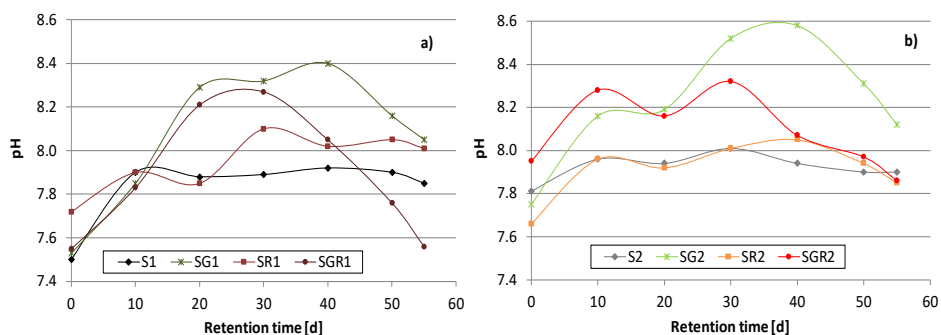 a)
pH
8.6
8.4
8.2
8.0
7.8
7.6
7.4
0 10 20 30 40 50 60
Retention time [d]
S1 SG1 SR1 SGR1
b)
pH
8.6
8.4
8.2
8.0
7.8
7.6
7.4
0 10 20 30 40 50 60
Retention time [d]
S2 SG2 SR2 SGR2